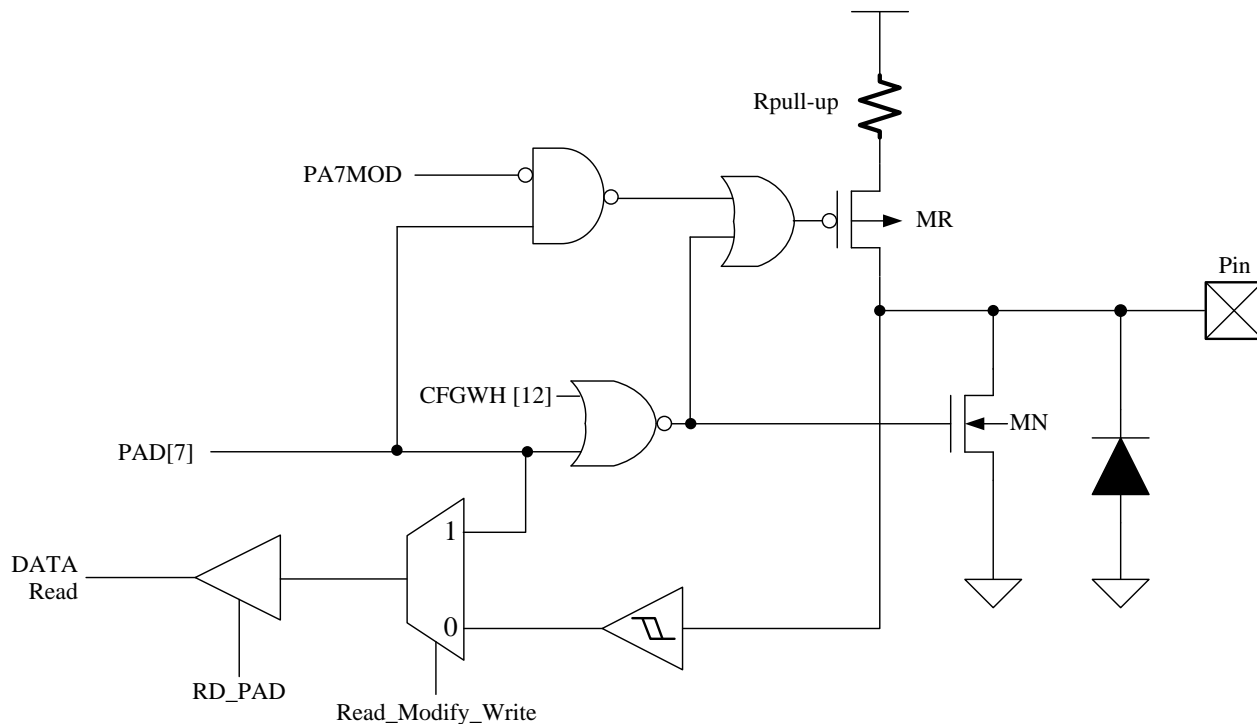 Rpull-up
PA7MOD
MR
Pin
CFGWH [12]
MN
PAD[7]
1
DATA
Read
0
RD_PAD
Read_Modify_Write